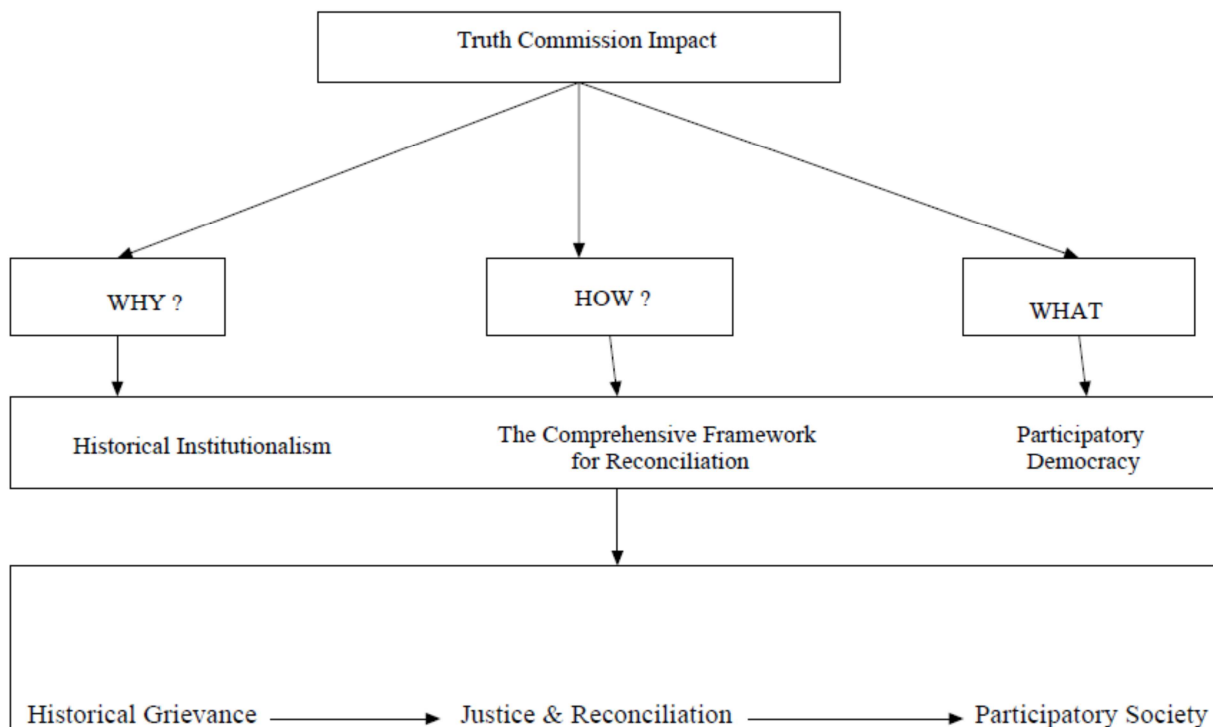 Truth Commission Impact
WHY ?
HOW ?
WHAT
Historical Institutionalism
The Comprehensive Framework
for Reconciliation
Participatory
Democracy
Historical Grievance
Justice & Reconciliation
Participatory Society